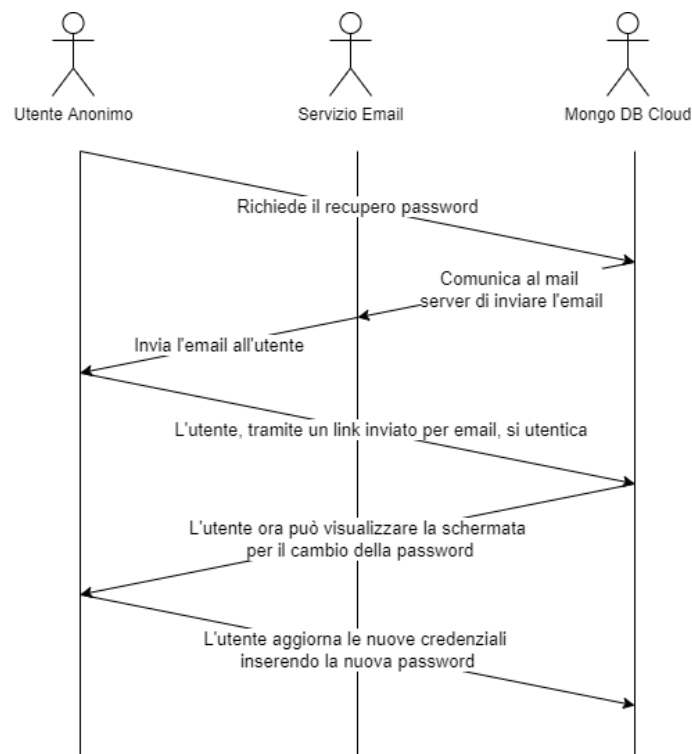 Utente Anonimo
Servizio Email
Mongo DB Cloud
Richiede il recupero password
Comunica al mail
server di inviare l'email
Invia l'email all'utente
L'utente, tramite un link inviato per email, si utentica
L'utente ora può visualizzare la schermata
per il cambio della password
L'utente aggiorna le nuove credenziali
inserendo la nuova password